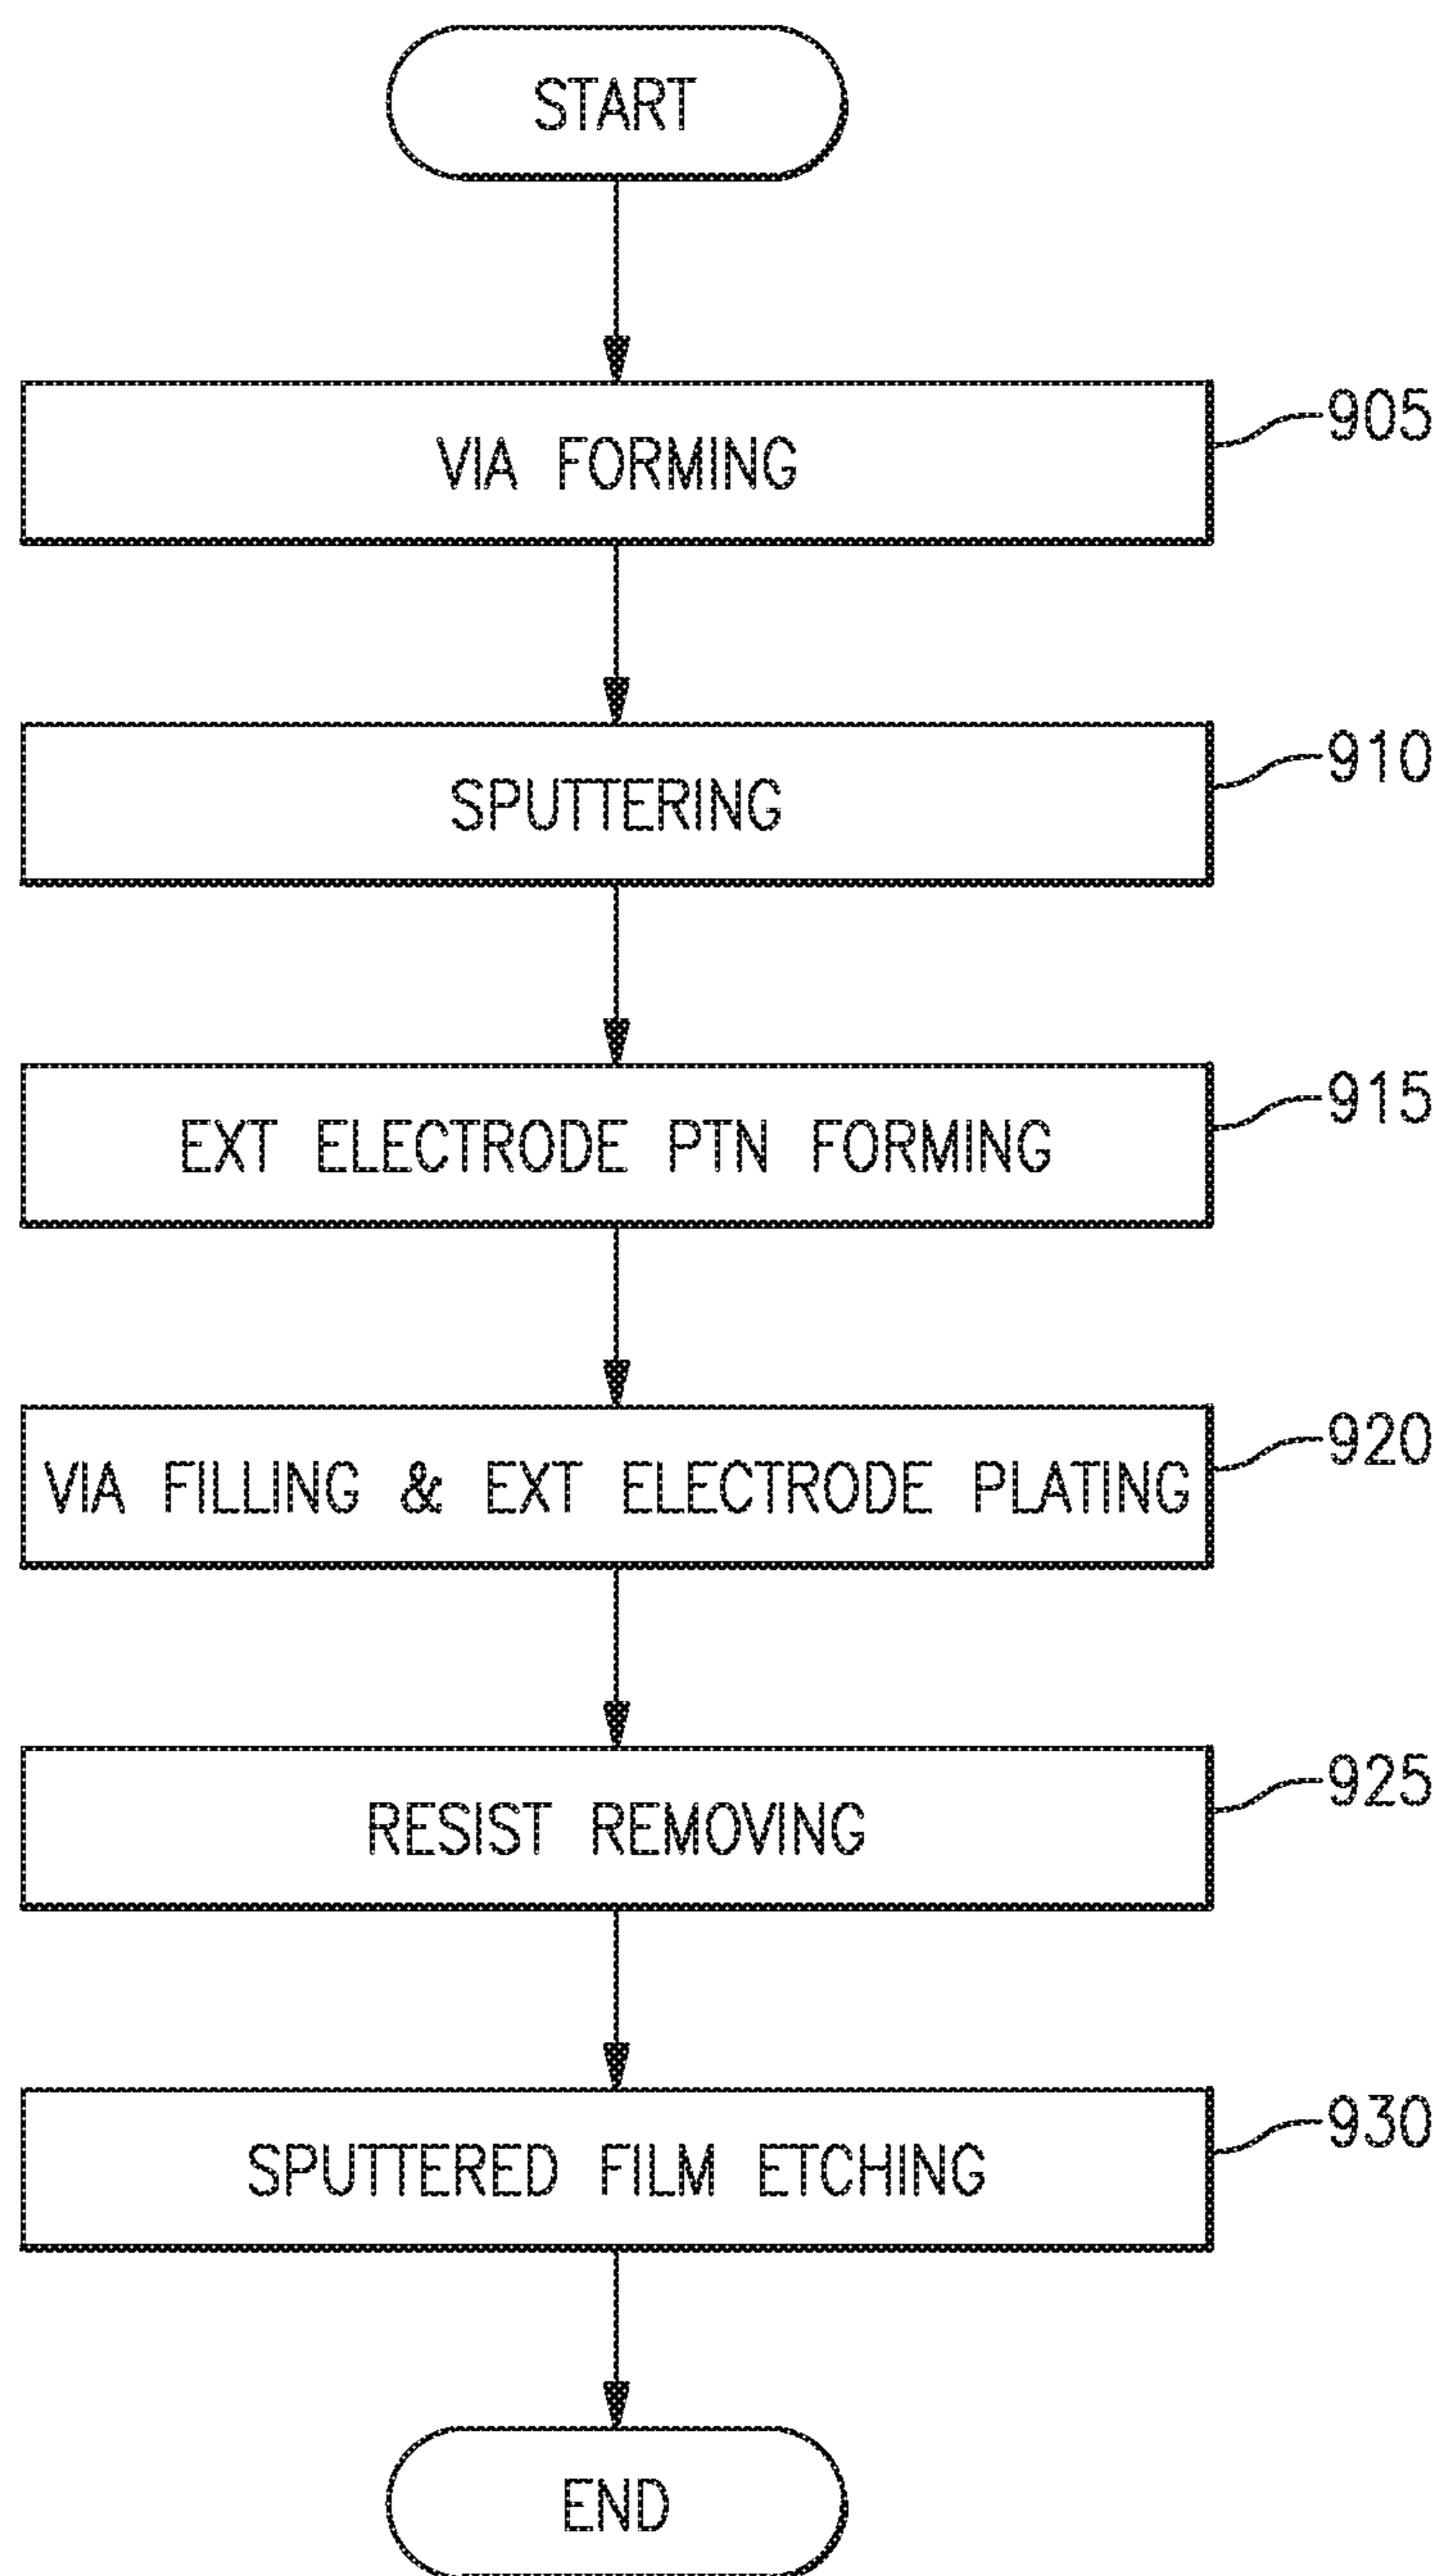 START
VIA FORMING
905
SPUTTERING
910
EXT ELECTRODE PTN FORMING
915
VIA FILLING & EXT ELECTRODE PLATING
920
RESIST REMOVING
925
SPUTTERED FILM ETCHING
930
END